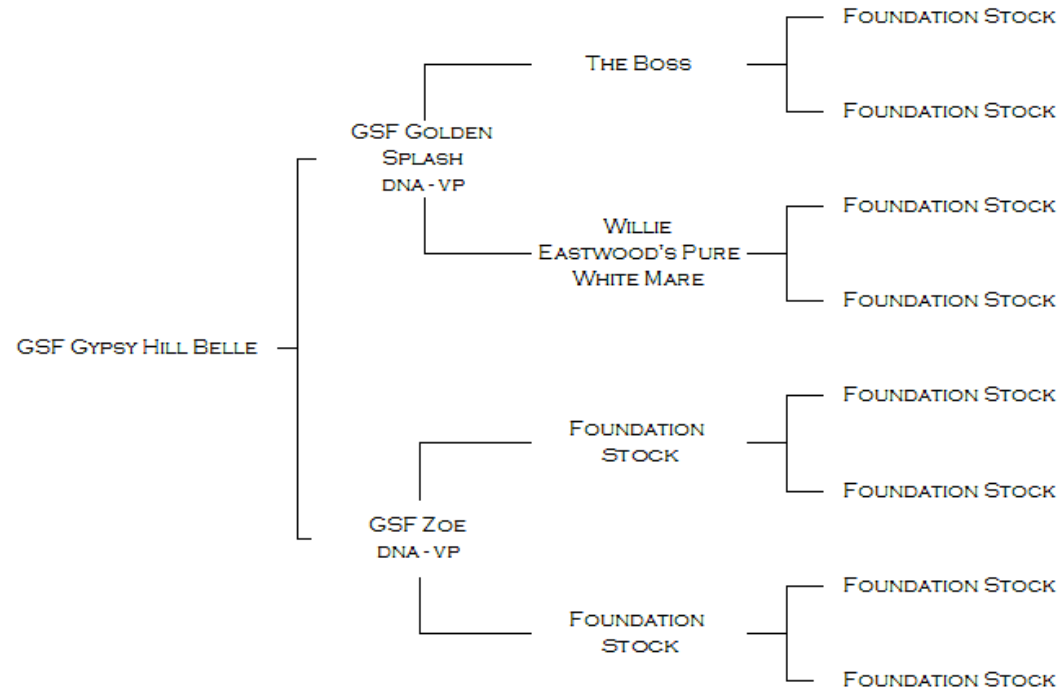 Foundation Stock
The Boss
Foundation Stock
GSF Golden
Splash
DNA - VP
Foundation Stock
Willie
Eastwood's Pure
White Mare
Foundation Stock
GSF Gypsy Hill Belle
Foundation Stock
Foundation
Stock
Foundation Stock
GSF Zoe
DNA - VP
Foundation Stock
Foundation
Stock
Foundation Stock